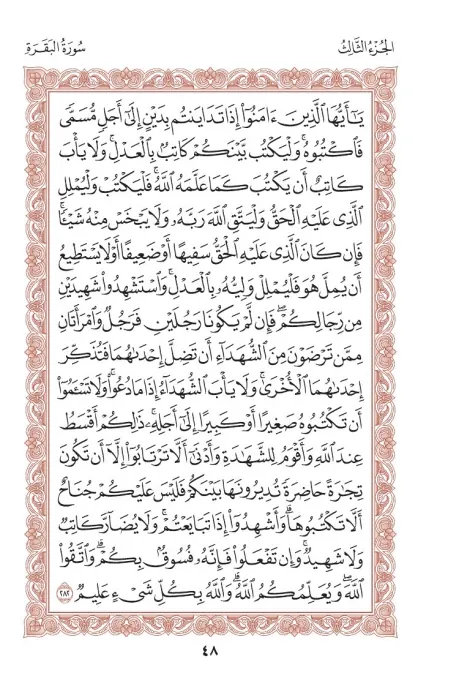 الجُزْءُ الثَّالِثُ
سُورَةُ البَقَرَةِ
يَٰٓأَيُّهَا ٱلَّذِينَ ءَامَنُوٓا۟ إِذَا تَدَايَنتُم بِدَيْنٍ إِلَىٰٓ أَجَلٍ مُّسَمًّى
فَٱكْتُبُوهُ ۚ وَلْيَكْتُب بَّيْنَكُمْ كَاتِبٌۢ بِٱلْعَدْلِ ۚ وَلَا يَأْبَ
كَاتِبٌ أَن يَكْتُبَ كَمَا عَلَّمَهُ ٱللَّهُ ۚ فَلْيَكْتُبْ وَلْيُمْلِلِ
ٱلَّذِى عَلَيْهِ ٱلْحَقُّ وَلْيَتَّقِ ٱللَّهَ رَبَّهُۥ وَلَا يَبْخَسْ مِنْهُ شَيْـًٔا ۚ
فَإِن كَانَ ٱلَّذِى عَلَيْهِ ٱلْحَقُّ سَفِيهًا أَوْ ضَعِيفًا أَوْ لَا يَسْتَطِيعُ
أَن يُمِلَّ هُوَ فَلْيُمْلِلْ وَلِيُّهُۥ بِٱلْعَدْلِ ۚ وَٱسْتَشْهِدُوا۟ شَهِيدَيْنِ
مِن رِّجَالِكُمْ ۖ فَإِن لَّمْ يَكُونَا رَجُلَيْنِ فَرَجُلٌ وَٱمْرَأَتَانِ
مِمَّن تَرْضَوْنَ مِنَ ٱلشُّهَدَآءِ أَن تَضِلَّ إِحْدَىٰهُمَا فَتُذَكِّرَ
إِحْدَىٰهُمَا ٱلْأُخْرَىٰ ۚ وَلَا يَأْبَ ٱلشُّهَدَآءُ إِذَا مَا دُعُوا۟ ۚ وَلَا تَسْـَٔمُوٓا۟
أَن تَكْتُبُوهُ صَغِيرًا أَوْ كَبِيرًا إِلَىٰٓ أَجَلِهِۦ ۚ ذَٰلِكُمْ أَقْسَطُ
عِندَ ٱللَّهِ وَأَقْوَمُ لِلشَّهَٰدَةِ وَأَدْنَىٰٓ أَلَّا تَرْتَابُوٓا۟ ۖ إِلَّآ أَن تَكُونَ
تِجَٰرَةً حَاضِرَةً تُدِيرُونَهَا بَيْنَكُمْ فَلَيْسَ عَلَيْكُمْ جُنَاحٌ
أَلَّا تَكْتُبُوهَا ۗ وَأَشْهِدُوٓا۟ إِذَا تَبَايَعْتُمْ ۚ وَلَا يُضَآرَّ كَاتِبٌ
وَلَا شَهِيدٌ ۚ وَإِن تَفْعَلُوا۟ فَإِنَّهُۥ فُسُوقٌۢ بِكُمْ ۗ وَٱتَّقُوا۟
ٱللَّهَ ۖ وَيُعَلِّمُكُمُ ٱللَّهُ ۗ وَٱللَّهُ بِكُلِّ شَىْءٍ عَلِيمٌ ٢٨٢
٤٨